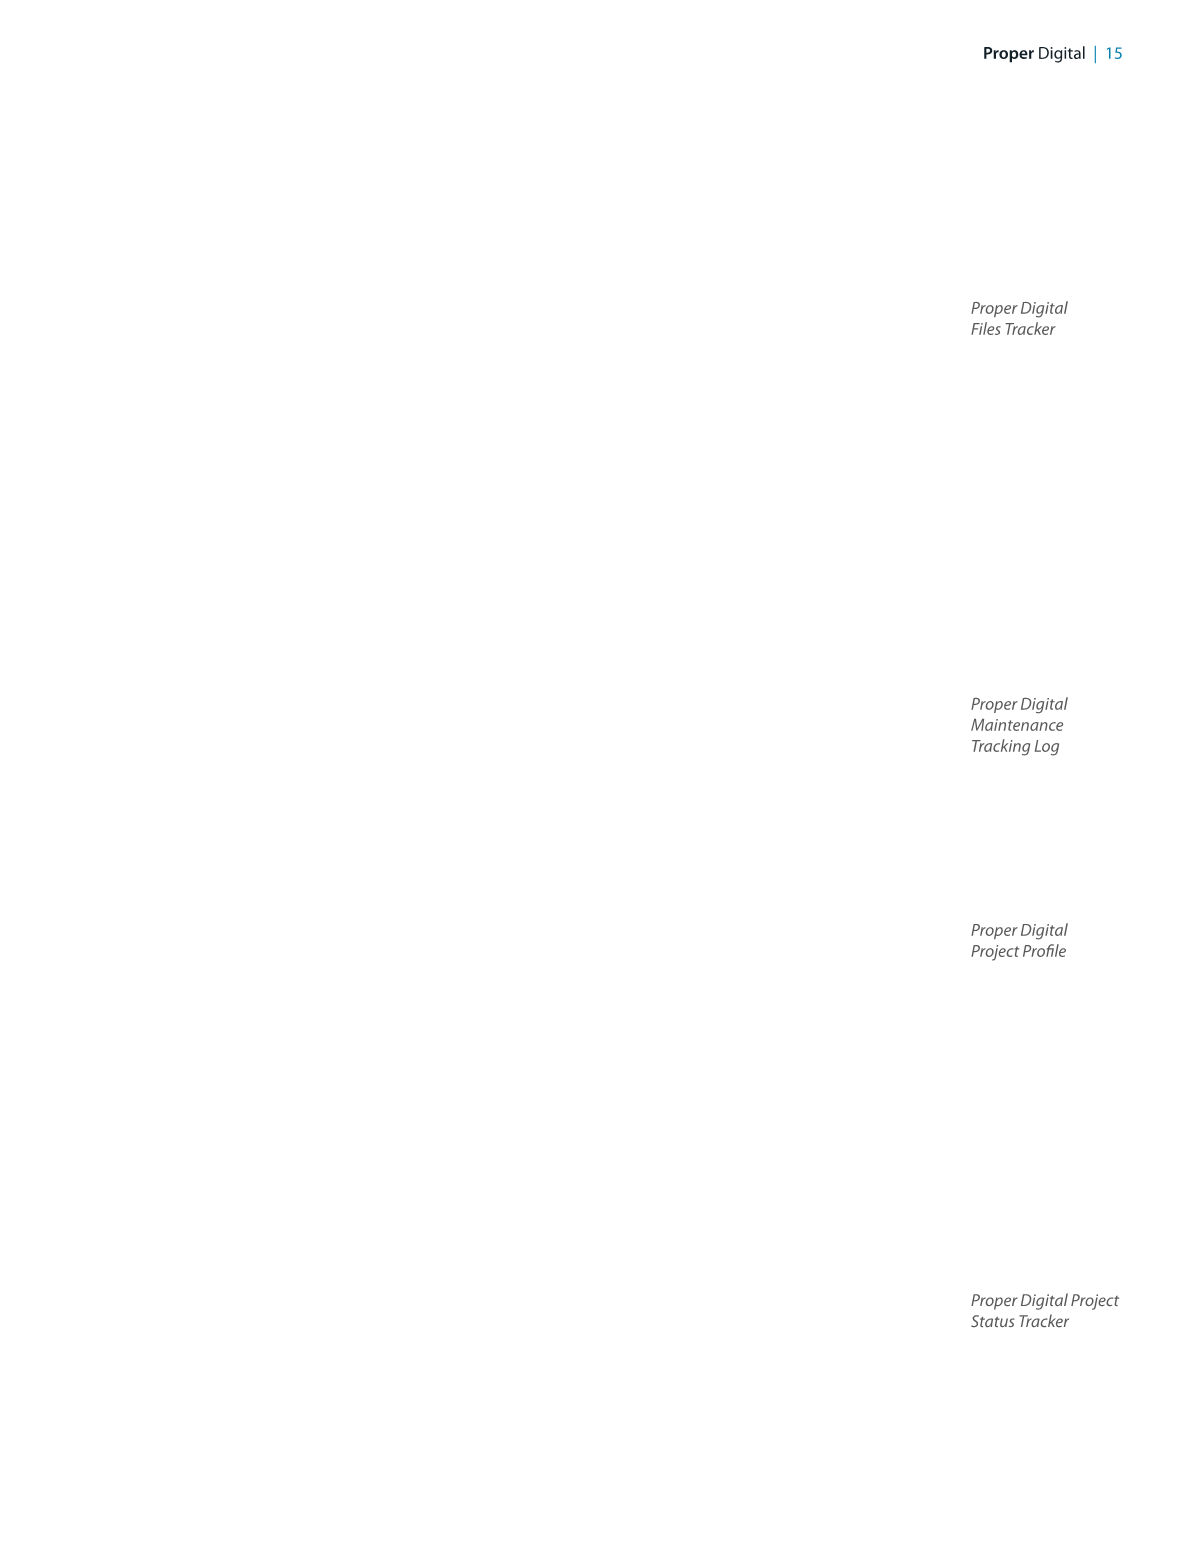 Proper Digital | 15
Proper Digital
Files Tracker
Proper Digital
Maintenance
Tracking Log
Proper Digital
Project Profile
Proper Digital Project
Status Tracker